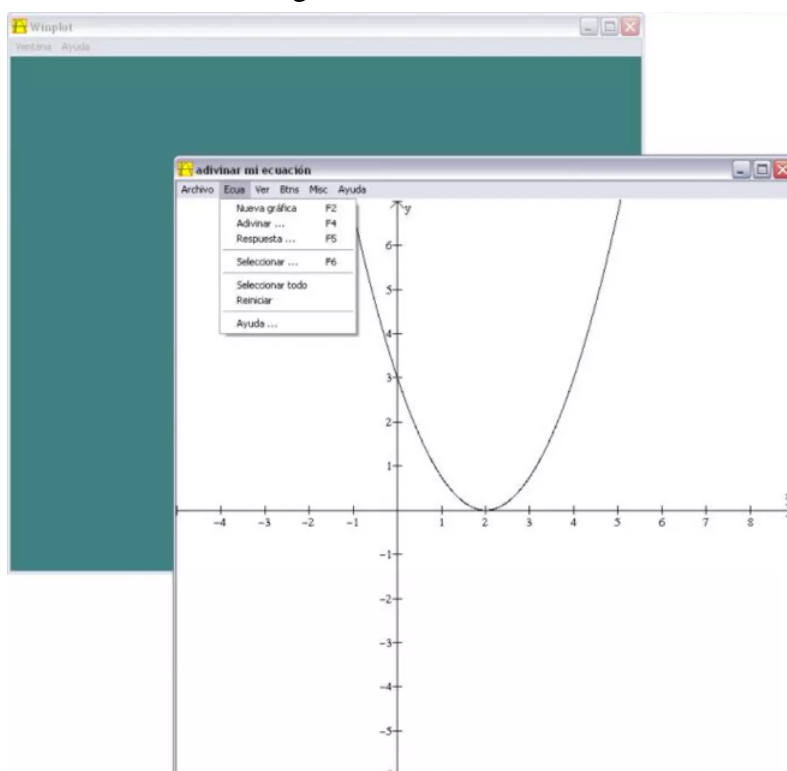 Winplot
Ventana Ayuda
adivinar mi ecuación
Archivo Ecua Ver Btns Misc Ayuda
Nueva gráfica F2
Adivinar ... F4
Respuesta ... F5
Seleccionar ... F6
Seleccionar todo
Reiniciar
Ayuda ...
y
6
5
4
3
2
1
-4 -3 -2 -1 1 2 3 4 5 6 7 8
-1
-2
-3
-4
-5